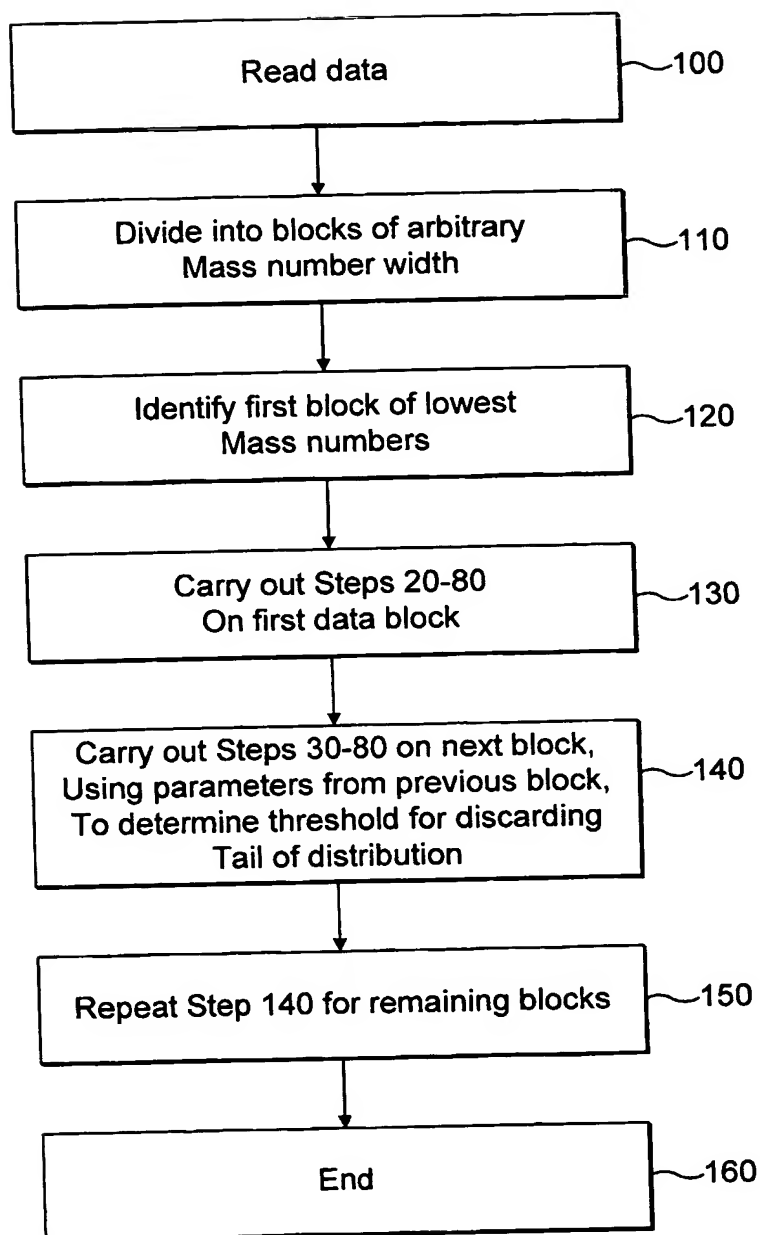 Read data
100
Divide into blocks of arbitrary
Mass number width
110
Identify first block of lowest
Mass numbers
120
Carry out Steps 20-80
On first data block
130
Carry out Steps 30-80 on next block,
Using parameters from previous block,
To determine threshold for discarding
Tail of distribution
140
Repeat Step 140 for remaining blocks
150
End
160